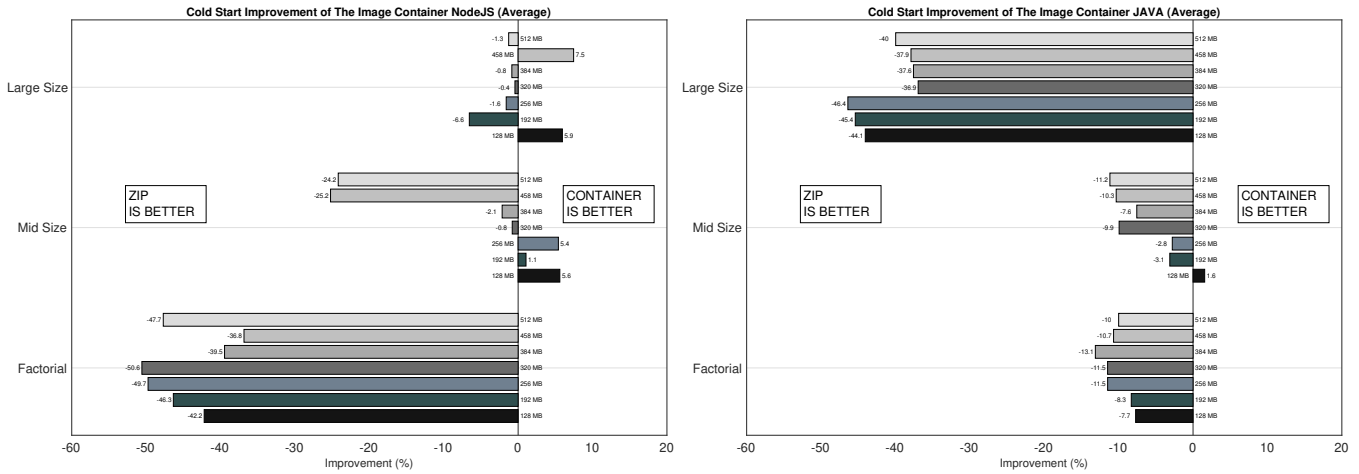 Cold Start Improvement of The Image Container NodeJS (Average)
Large Size
-1.3 512 MB
458 MB 7.5
-0.8 384 MB
-0.4 320 MB
-1.6 256 MB
-6.6 192 MB
128 MB 5.9
Mid Size
ZIP
IS BETTER
CONTAINER
IS BETTER
-24.2 512 MB
-25.2 458 MB
-2.1 384 MB
-0.8 320 MB
256 MB 5.4
192 MB 1.1
128 MB 5.6
Factorial
-47.7 512 MB
-36.8 458 MB
-39.5 384 MB
-50.6 320 MB
-49.7 256 MB
-46.3 192 MB
-42.2 128 MB
-60 -50 -40 -30 -20 -10 0 10 20
Improvement (%)
Cold Start Improvement of The Image Container JAVA (Average)
Large Size
-40 512 MB
-37.9 458 MB
-37.6 384 MB
-36.9 320 MB
-46.4 256 MB
-45.4 192 MB
-44.1 128 MB
Mid Size
ZIP
IS BETTER
CONTAINER
IS BETTER
-11.2 512 MB
-10.3 458 MB
-7.6 384 MB
-9.9 320 MB
-2.8 256 MB
-3.1 192 MB
128 MB 1.6
Factorial
-10 512 MB
-10.7 458 MB
-13.1 384 MB
-11.5 320 MB
-11.5 256 MB
-8.3 192 MB
-7.7 128 MB
-60 -50 -40 -30 -20 -10 0 10 20
Improvement (%)